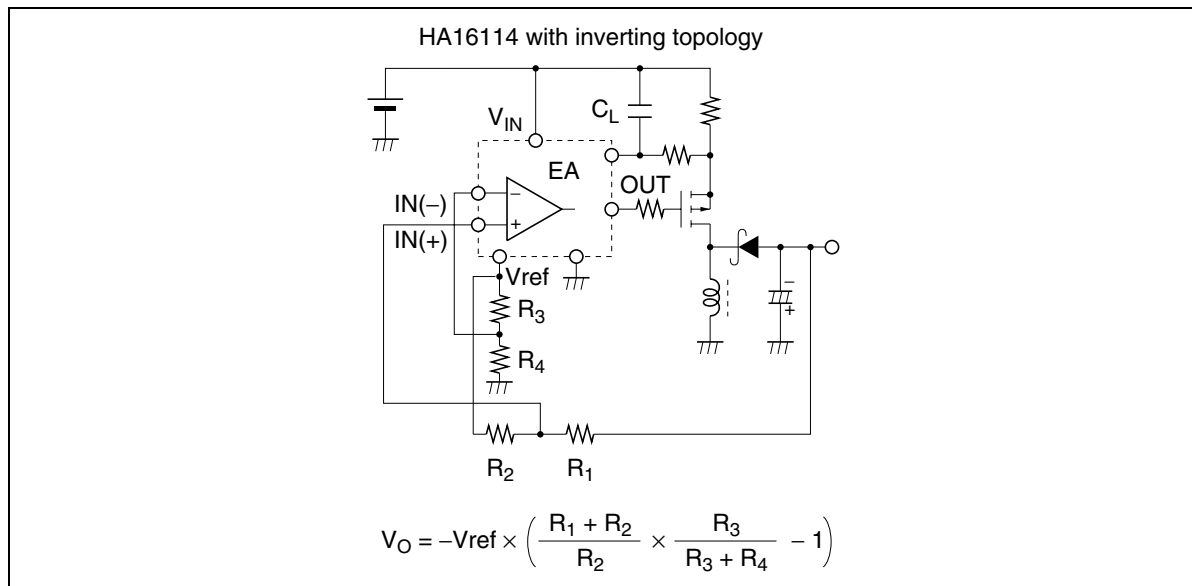 HA16114 with inverting topology
V_IN
C_L
EA
OUT
−
IN(−)
+
IN(+)
Vref
−
+
R_3
R_4
R_2
R_1
V_O = −Vref × ( (R_1 + R_2) / R_2 × R_3 / (R_3 + R_4) − 1 )